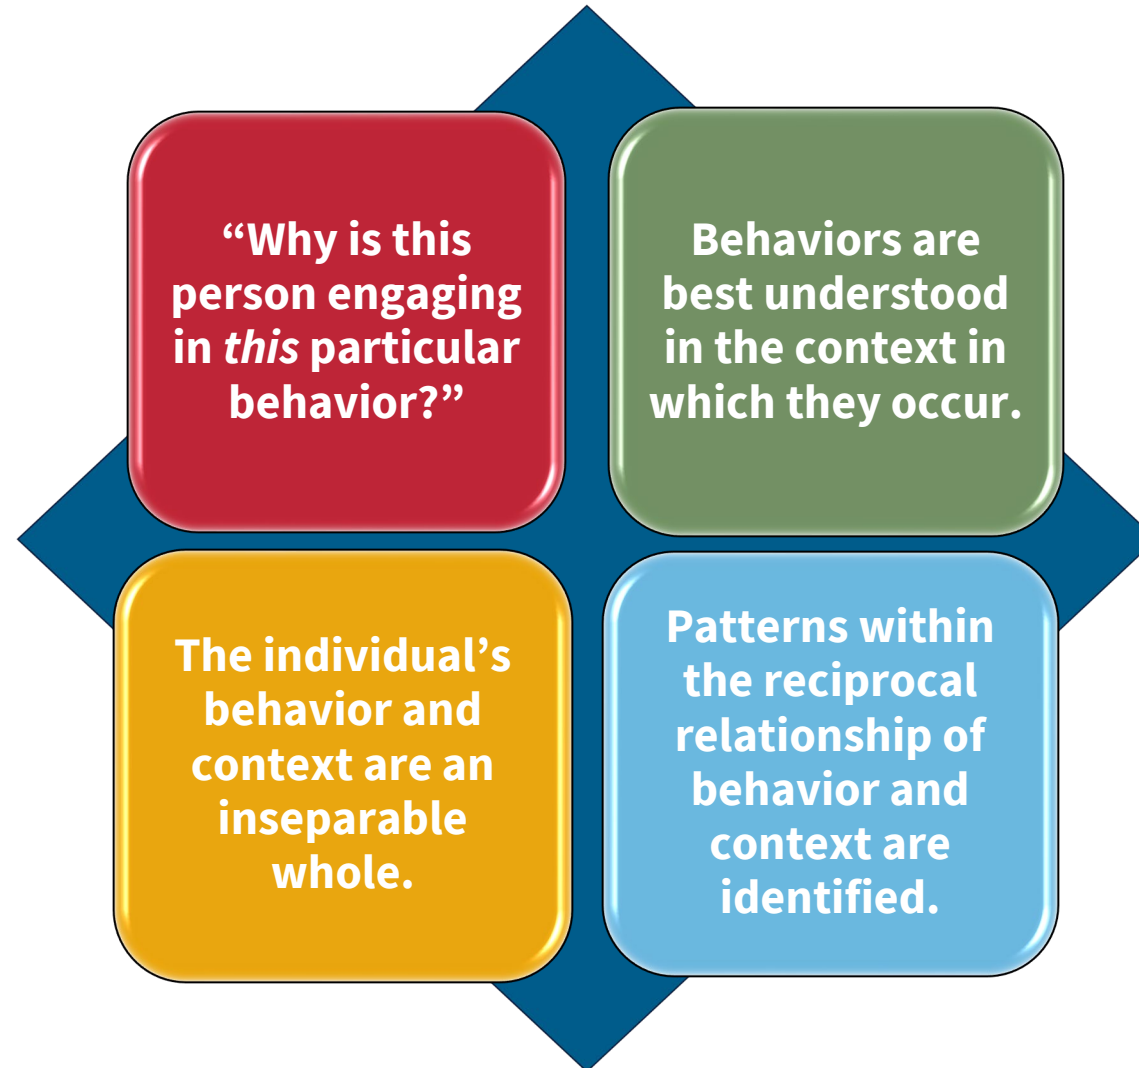 “Why is this
person engaging
in this particular
behavior?”
Behaviors are
best understood
in the context in
which they occur.
The individual’s
behavior and
context are an
inseparable
whole.
Patterns within
the reciprocal
relationship of
behavior and
context are
identified.